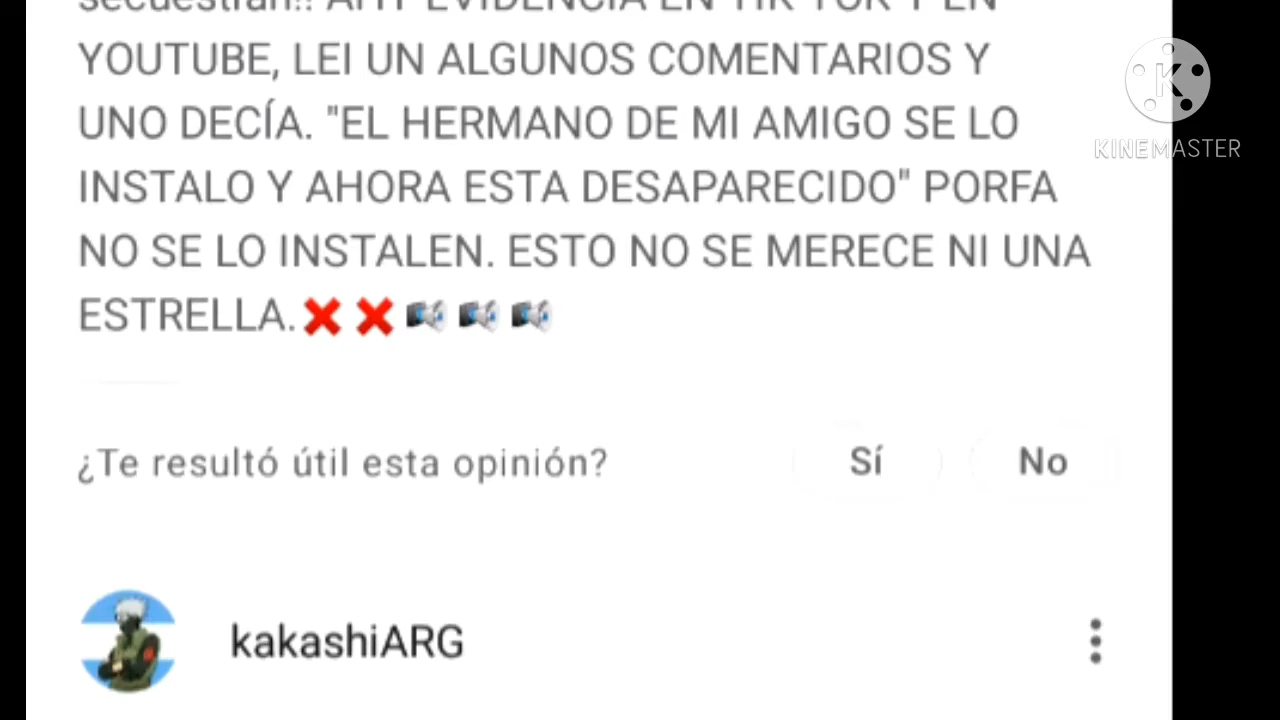 secuestran!! AHY EVIDENCIA EN TIK TOK Y EN
YOUTUBE, LEI UN ALGUNOS COMENTARIOS Y
UNO DECÍA. "EL HERMANO DE MI AMIGO SE LO
INSTALO Y AHORA ESTA DESAPARECIDO" PORFA
NO SE LO INSTALEN. ESTO NO SE MERECE NI UNA
ESTRELLA.
¿Te resultó útil esta opinión?
Sí
No
kakashiARG
KINEMASTER